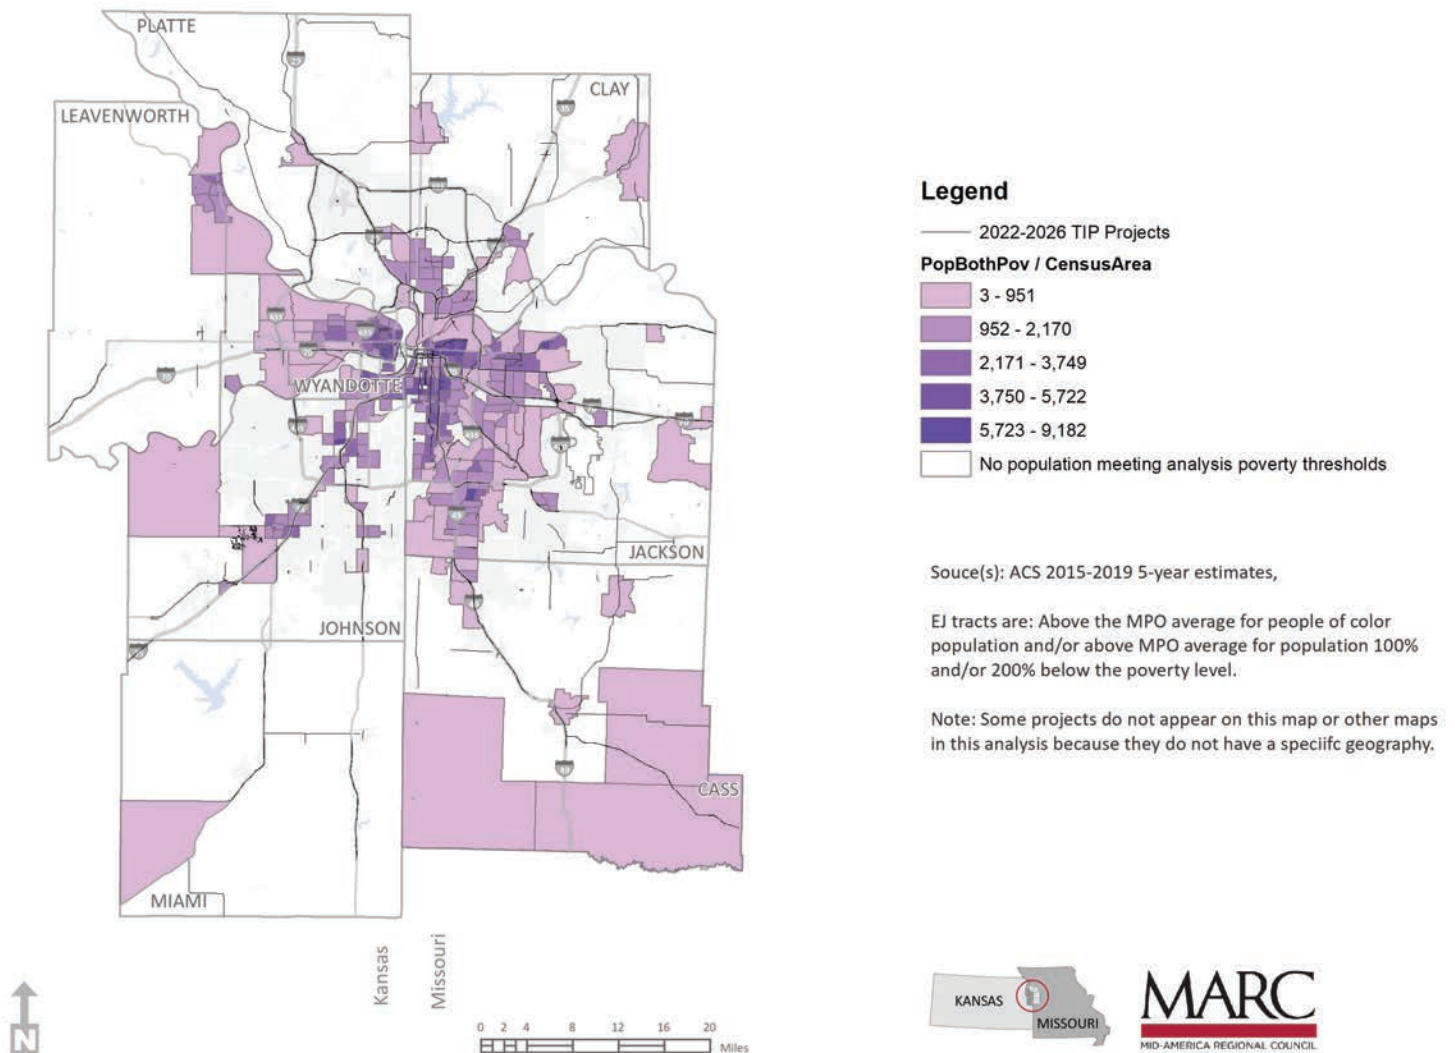 PLATTE
CLAY
LEAVENWORTH
WYANDOTTE
JACKSON
JOHNSON
CASS
MIAMI
Kansas
Missouri
N
0 2 4 8 12 16 20
Miles
Legend
2022-2026 TIP Projects
PopBothPov / CensusArea
3 - 951
952 - 2,170
2,171 - 3,749
3,750 - 5,722
5,723 - 9,182
No population meeting analysis poverty thresholds
Souce(s): ACS 2015-2019 5-year estimates,
EJ tracts are: Above the MPO average for people of color
population and/or above MPO average for population 100%
and/or 200% below the poverty level.
Note: Some projects do not appear on this map or other maps
in this analysis because they do not have a speciifc geography.
KANSAS
MISSOURI
MARC
MID-AMERICA REGIONAL COUNCIL